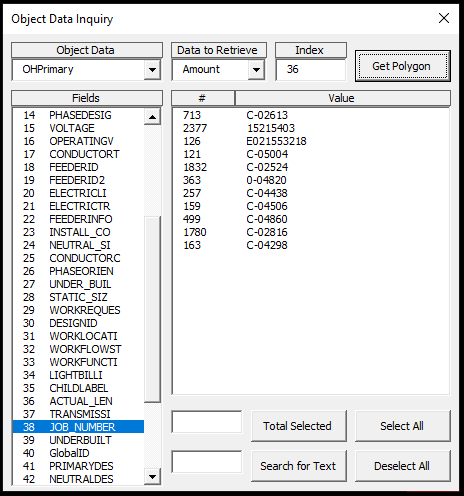 Object Data Inquiry
Object Data
Data to Retrieve
Index
OHPrimary
Amount
36
Get Polygon
Fields
14 PHASEDESIG
15 VOLTAGE
16 OPERATINGV
17 CONDUCTORT
18 FEEDERID
19 FEEDERID2
20 ELECTRICLI
21 ELECTRICTR
22 FEEDERINFO
23 INSTALL_CO
24 NEUTRAL_SI
25 CONDUCTORC
26 PHASEORIEN
27 UNDER_BUIL
28 STATIC_SIZ
29 WORKREQUES
30 DESIGNID
31 WORKLOCATI
32 WORKFLOWST
33 WORKFUNCTI
34 LIGHTBILLI
35 CHILDLABEL
36 ACTUAL_LEN
37 TRANSMISSI
38 JOB_NUMBER
39 UNDERBUILT
40 GlobalID
41 PRIMARYDES
42 NEUTRALDES
# Value
713 C-02613
2377 15215403
126 E021553218
121 C-05004
1832 C-02524
363 0-04820
257 C-04438
159 C-04506
499 C-04860
1780 C-02816
163 C-04298
Total Selected
Select All
Search for Text
Deselect All